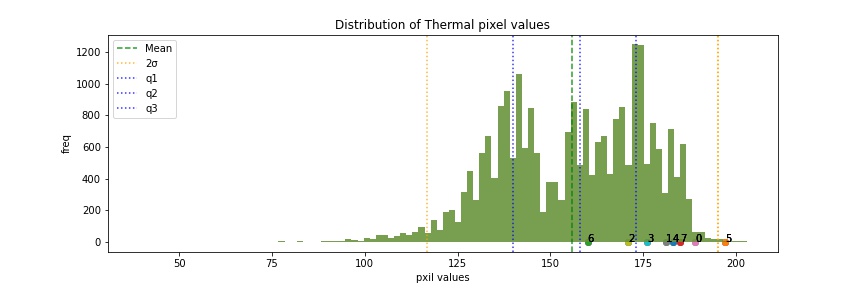 Distribution of Thermal pixel values
Mean
2σ
q1
q2
q3
freq
1200
1000
800
600
400
200
0
6 2 3 1 4 7 0 5
50 75 100 125 150 175 200
pxil values